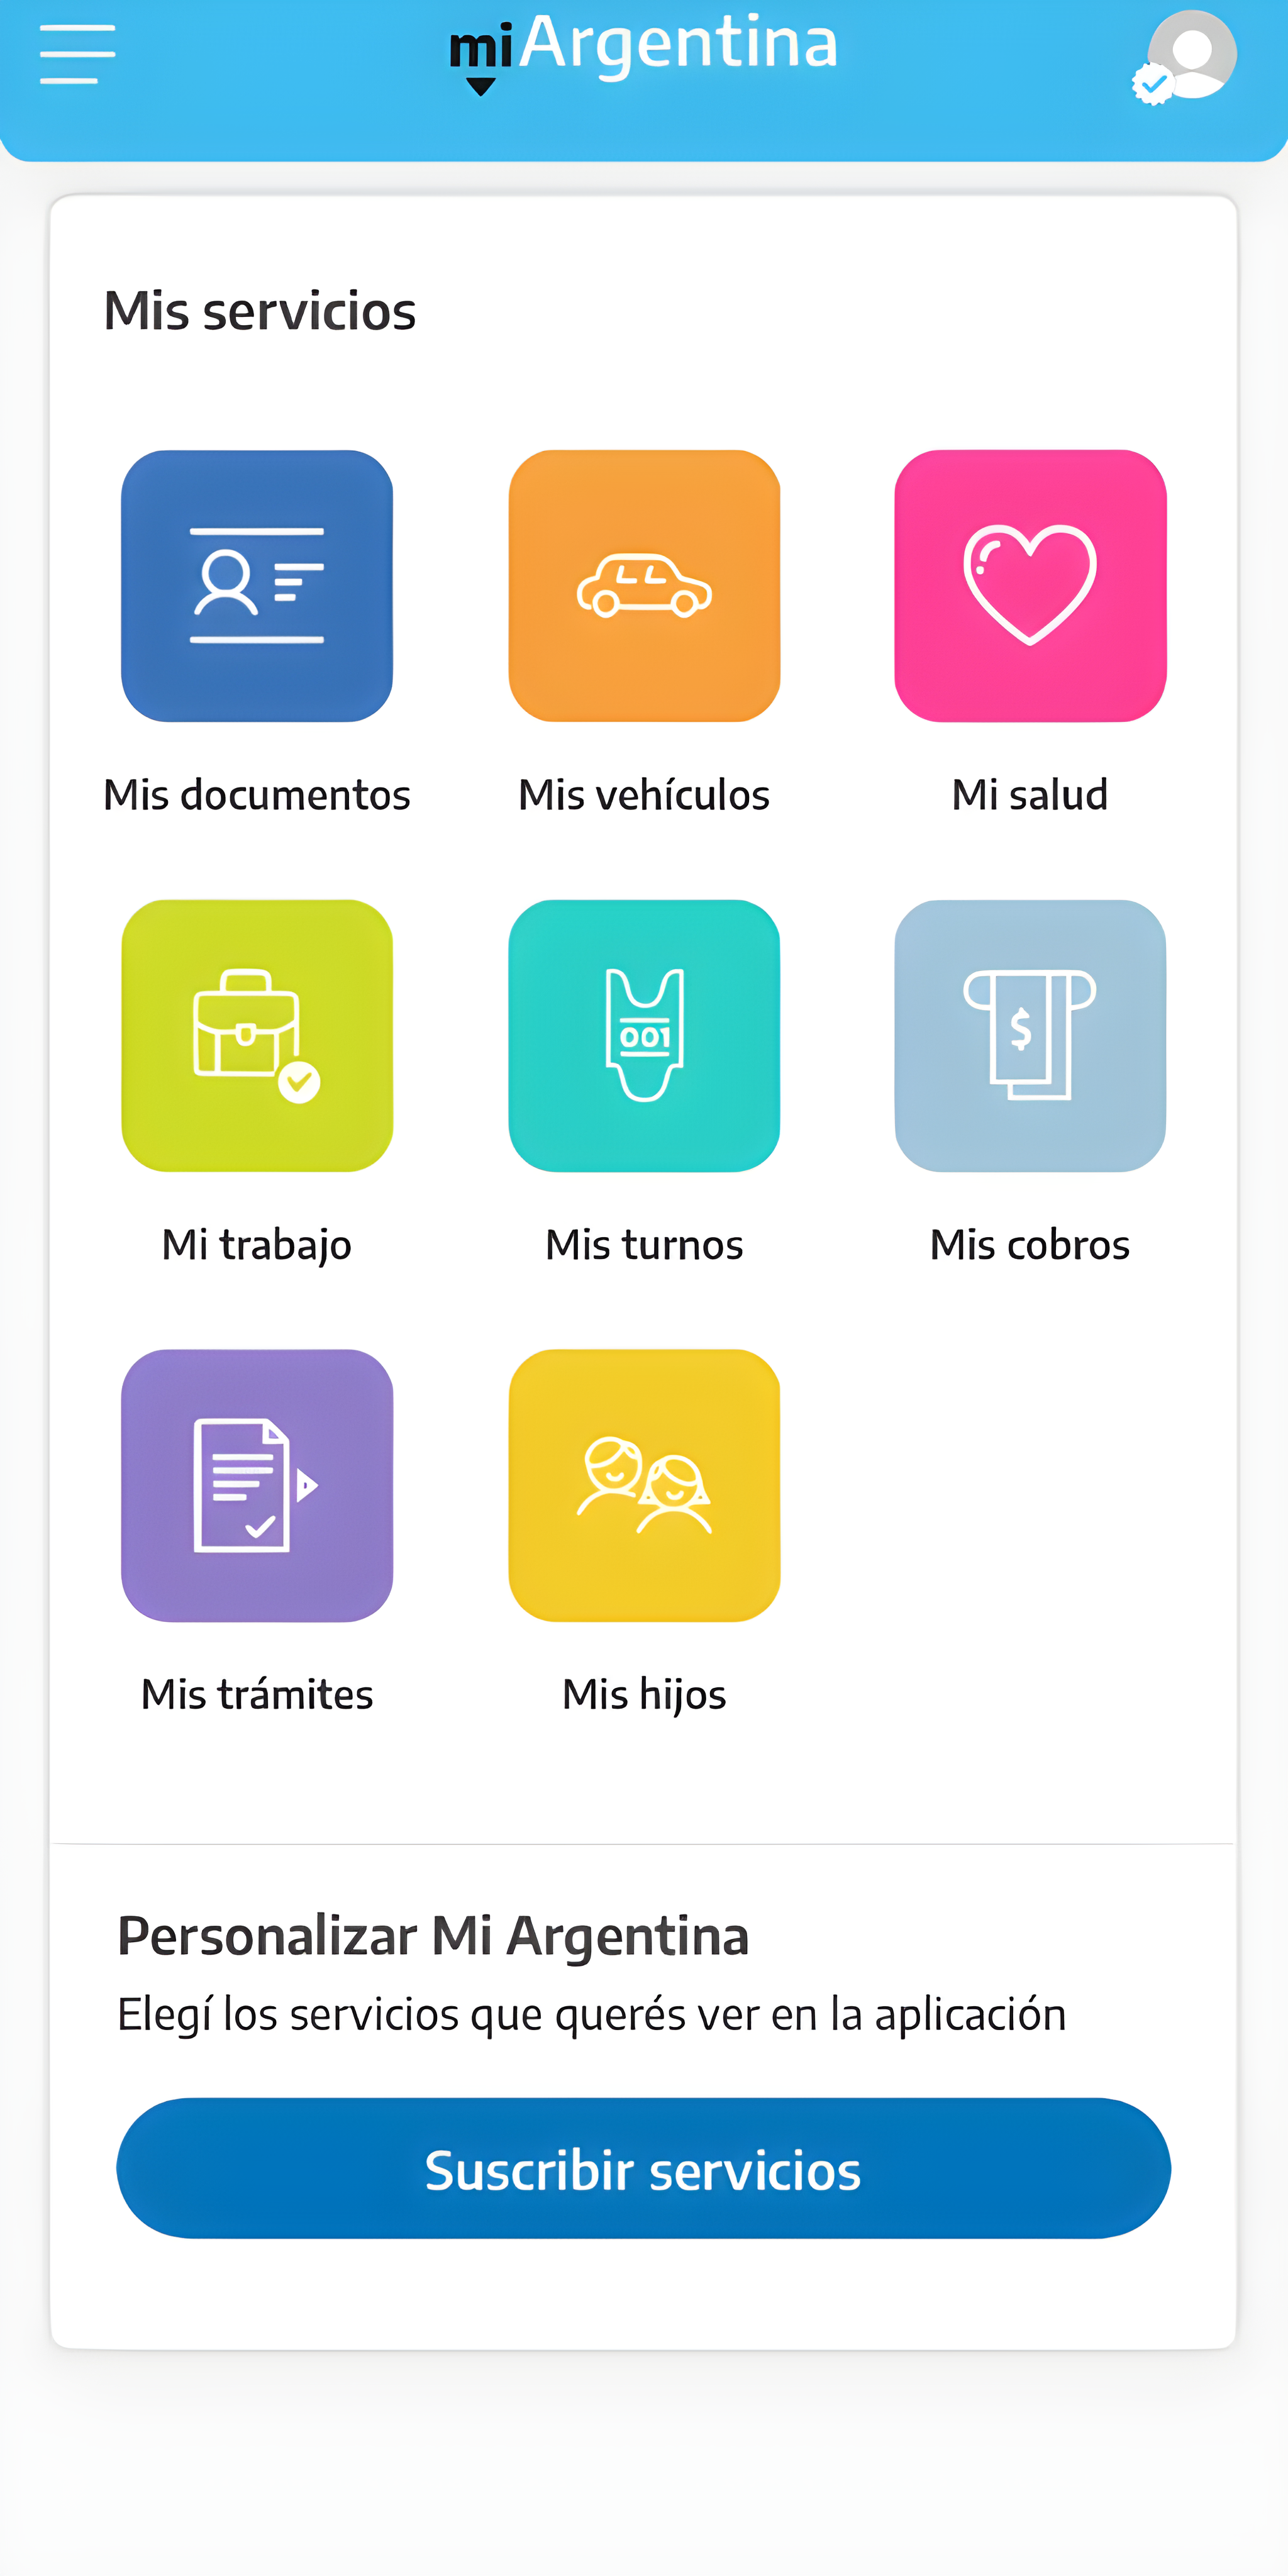 miArgentina
Mis servicios
Mis documentos
Mis vehículos
Mi salud
001
$
Mi trabajo
Mis turnos
Mis cobros
Mis trámites
Mis hijos
Personalizar Mi Argentina
Elegí los servicios que querés ver en la aplicación
Suscribir servicios